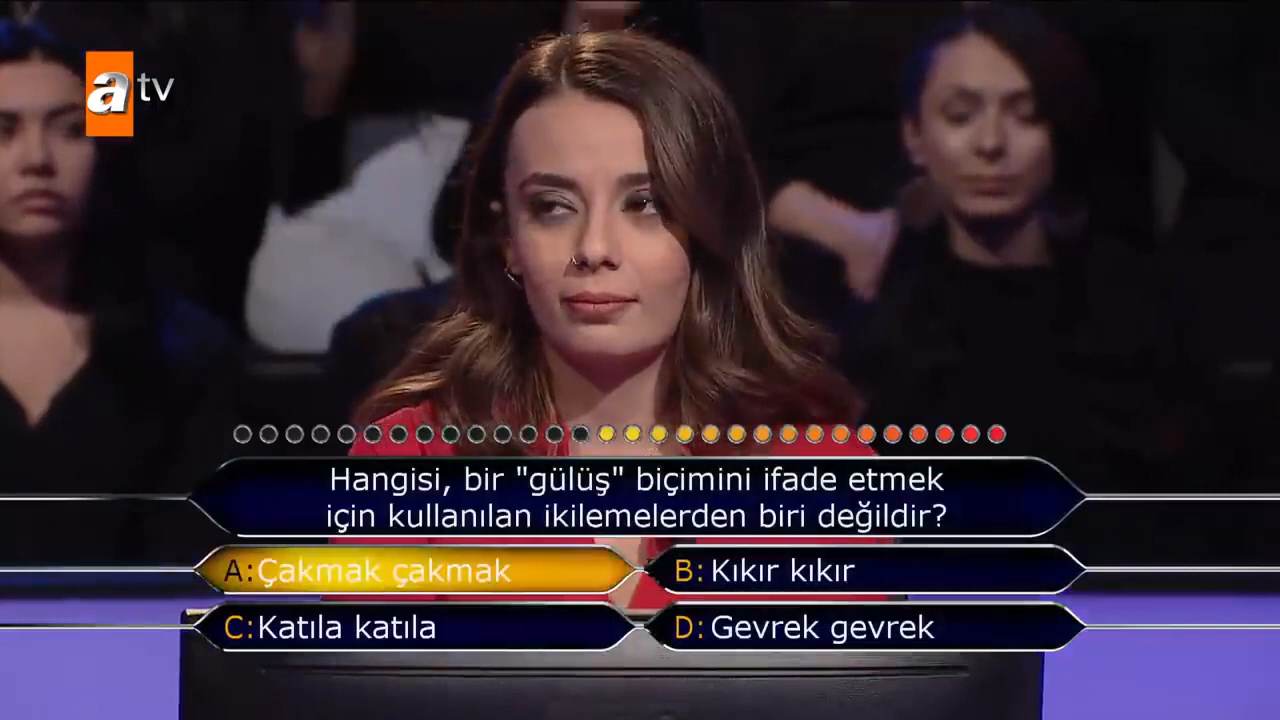 atv
Hangisi, bir "gülüş" biçimini ifade etmek
için kullanılan ikilemelerden biri değildir?
A: Çakmak çakmak
B: Kıkır kıkır
C: Katıla katıla
D: Gevrek gevrek